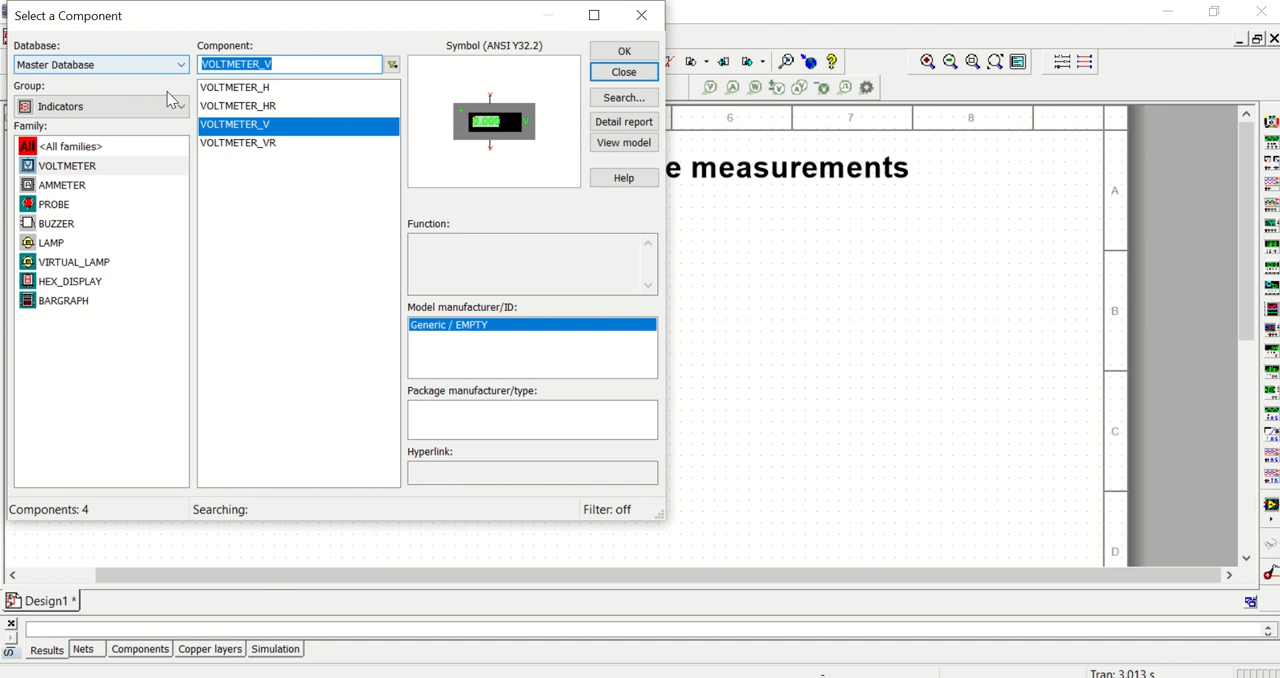 Select a Component
Database:
Component:
Symbol (ANSI Y32.2)
OK
Master Database
VOLTMETER_V
Close
Group:
VOLTMETER_H
Search...
Indicators
VOLTMETER_HR
Family:
VOLTMETER_V
Detail report
All <All families>
VOLTMETER_VR
View model
VOLTMETER
AMMETER
Help
PROBE
BUZZER
Function:
LAMP
VIRTUAL_LAMP
HEX_DISPLAY
BARGRAPH
Model manufacturer/ID:
Generic / EMPTY
Package manufacturer/type:
Hyperlink:
Components: 4
Searching:
Filter: off
6 7 8
e measurements
A
B
C
D
0.000 V
Design1 *
Results Nets Components Copper layers Simulation
Tran: 3.013 s